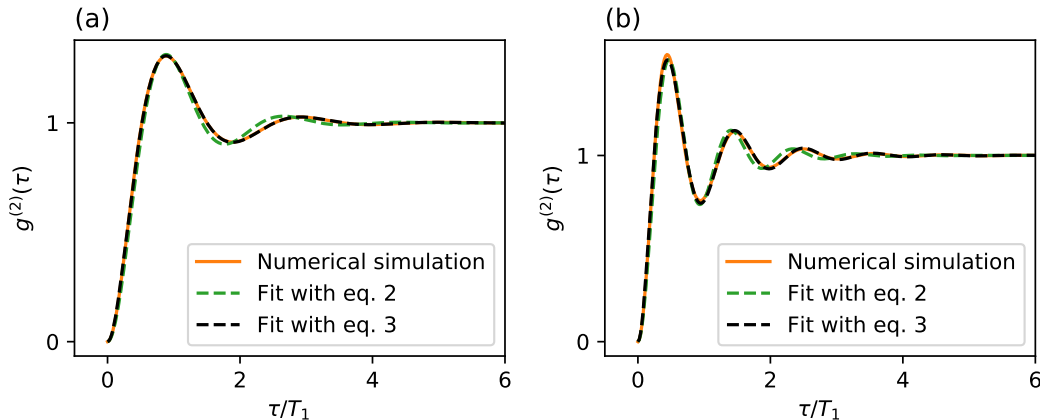 (a)
g⁽²⁾(τ)
1
0
Numerical simulation
Fit with eq. 2
Fit with eq. 3
0 2 4 6
τ/T₁
(b)
g⁽²⁾(τ)
1
0
Numerical simulation
Fit with eq. 2
Fit with eq. 3
0 2 4 6
τ/T₁